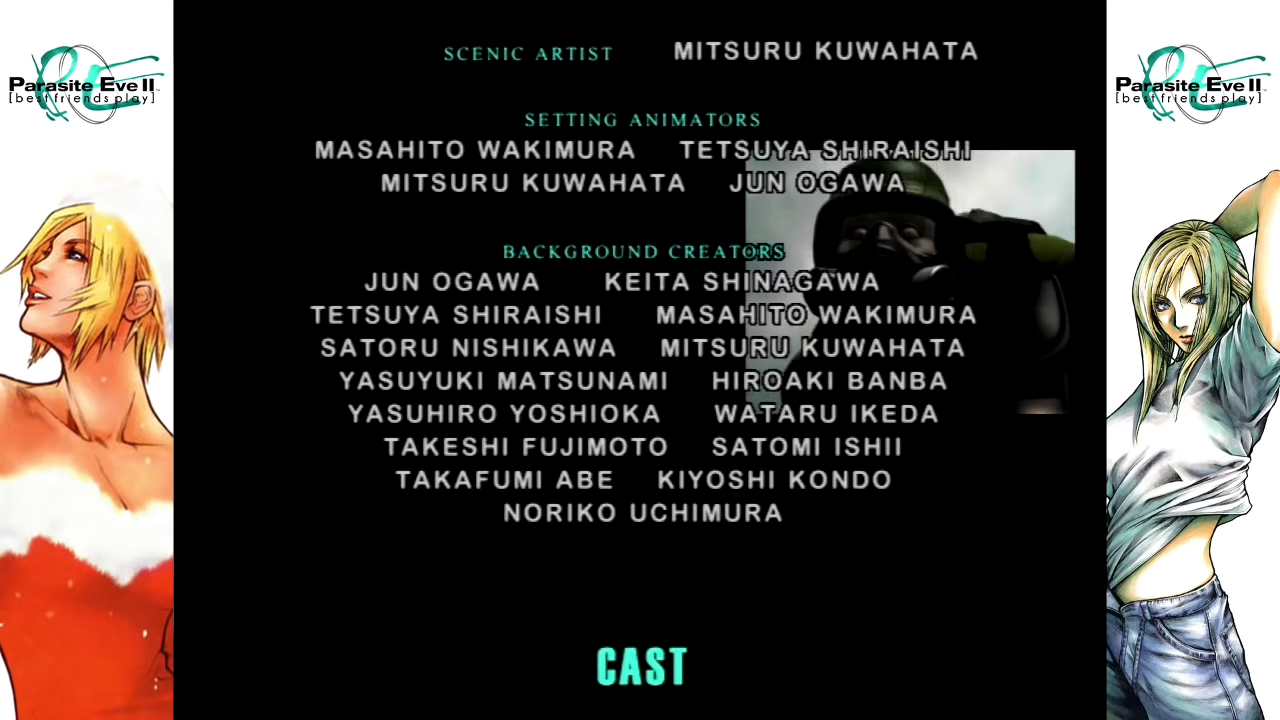 Parasite Eve II
[best friends play]
Parasite Eve II
[best friends play]
SCENIC ARTIST MITSURU KUWAHATA
SETTING ANIMATORS
MASAHITO WAKIMURA TETSUYA SHIRAISHI
MITSURU KUWAHATA JUN OGAWA
BACKGROUND CREATORS
JUN OGAWA KEITA SHINAGAWA
TETSUYA SHIRAISHI MASAHITO WAKIMURA
SATORU NISHIKAWA MITSURU KUWAHATA
YASUYUKI MATSUNAMI HIROAKI BANBA
YASUHIRO YOSHIOKA WATARU IKEDA
TAKESHI FUJIMOTO SATOMI ISHII
TAKAFUMI ABE KIYOSHI KONDO
NORIKO UCHIMURA
CAST